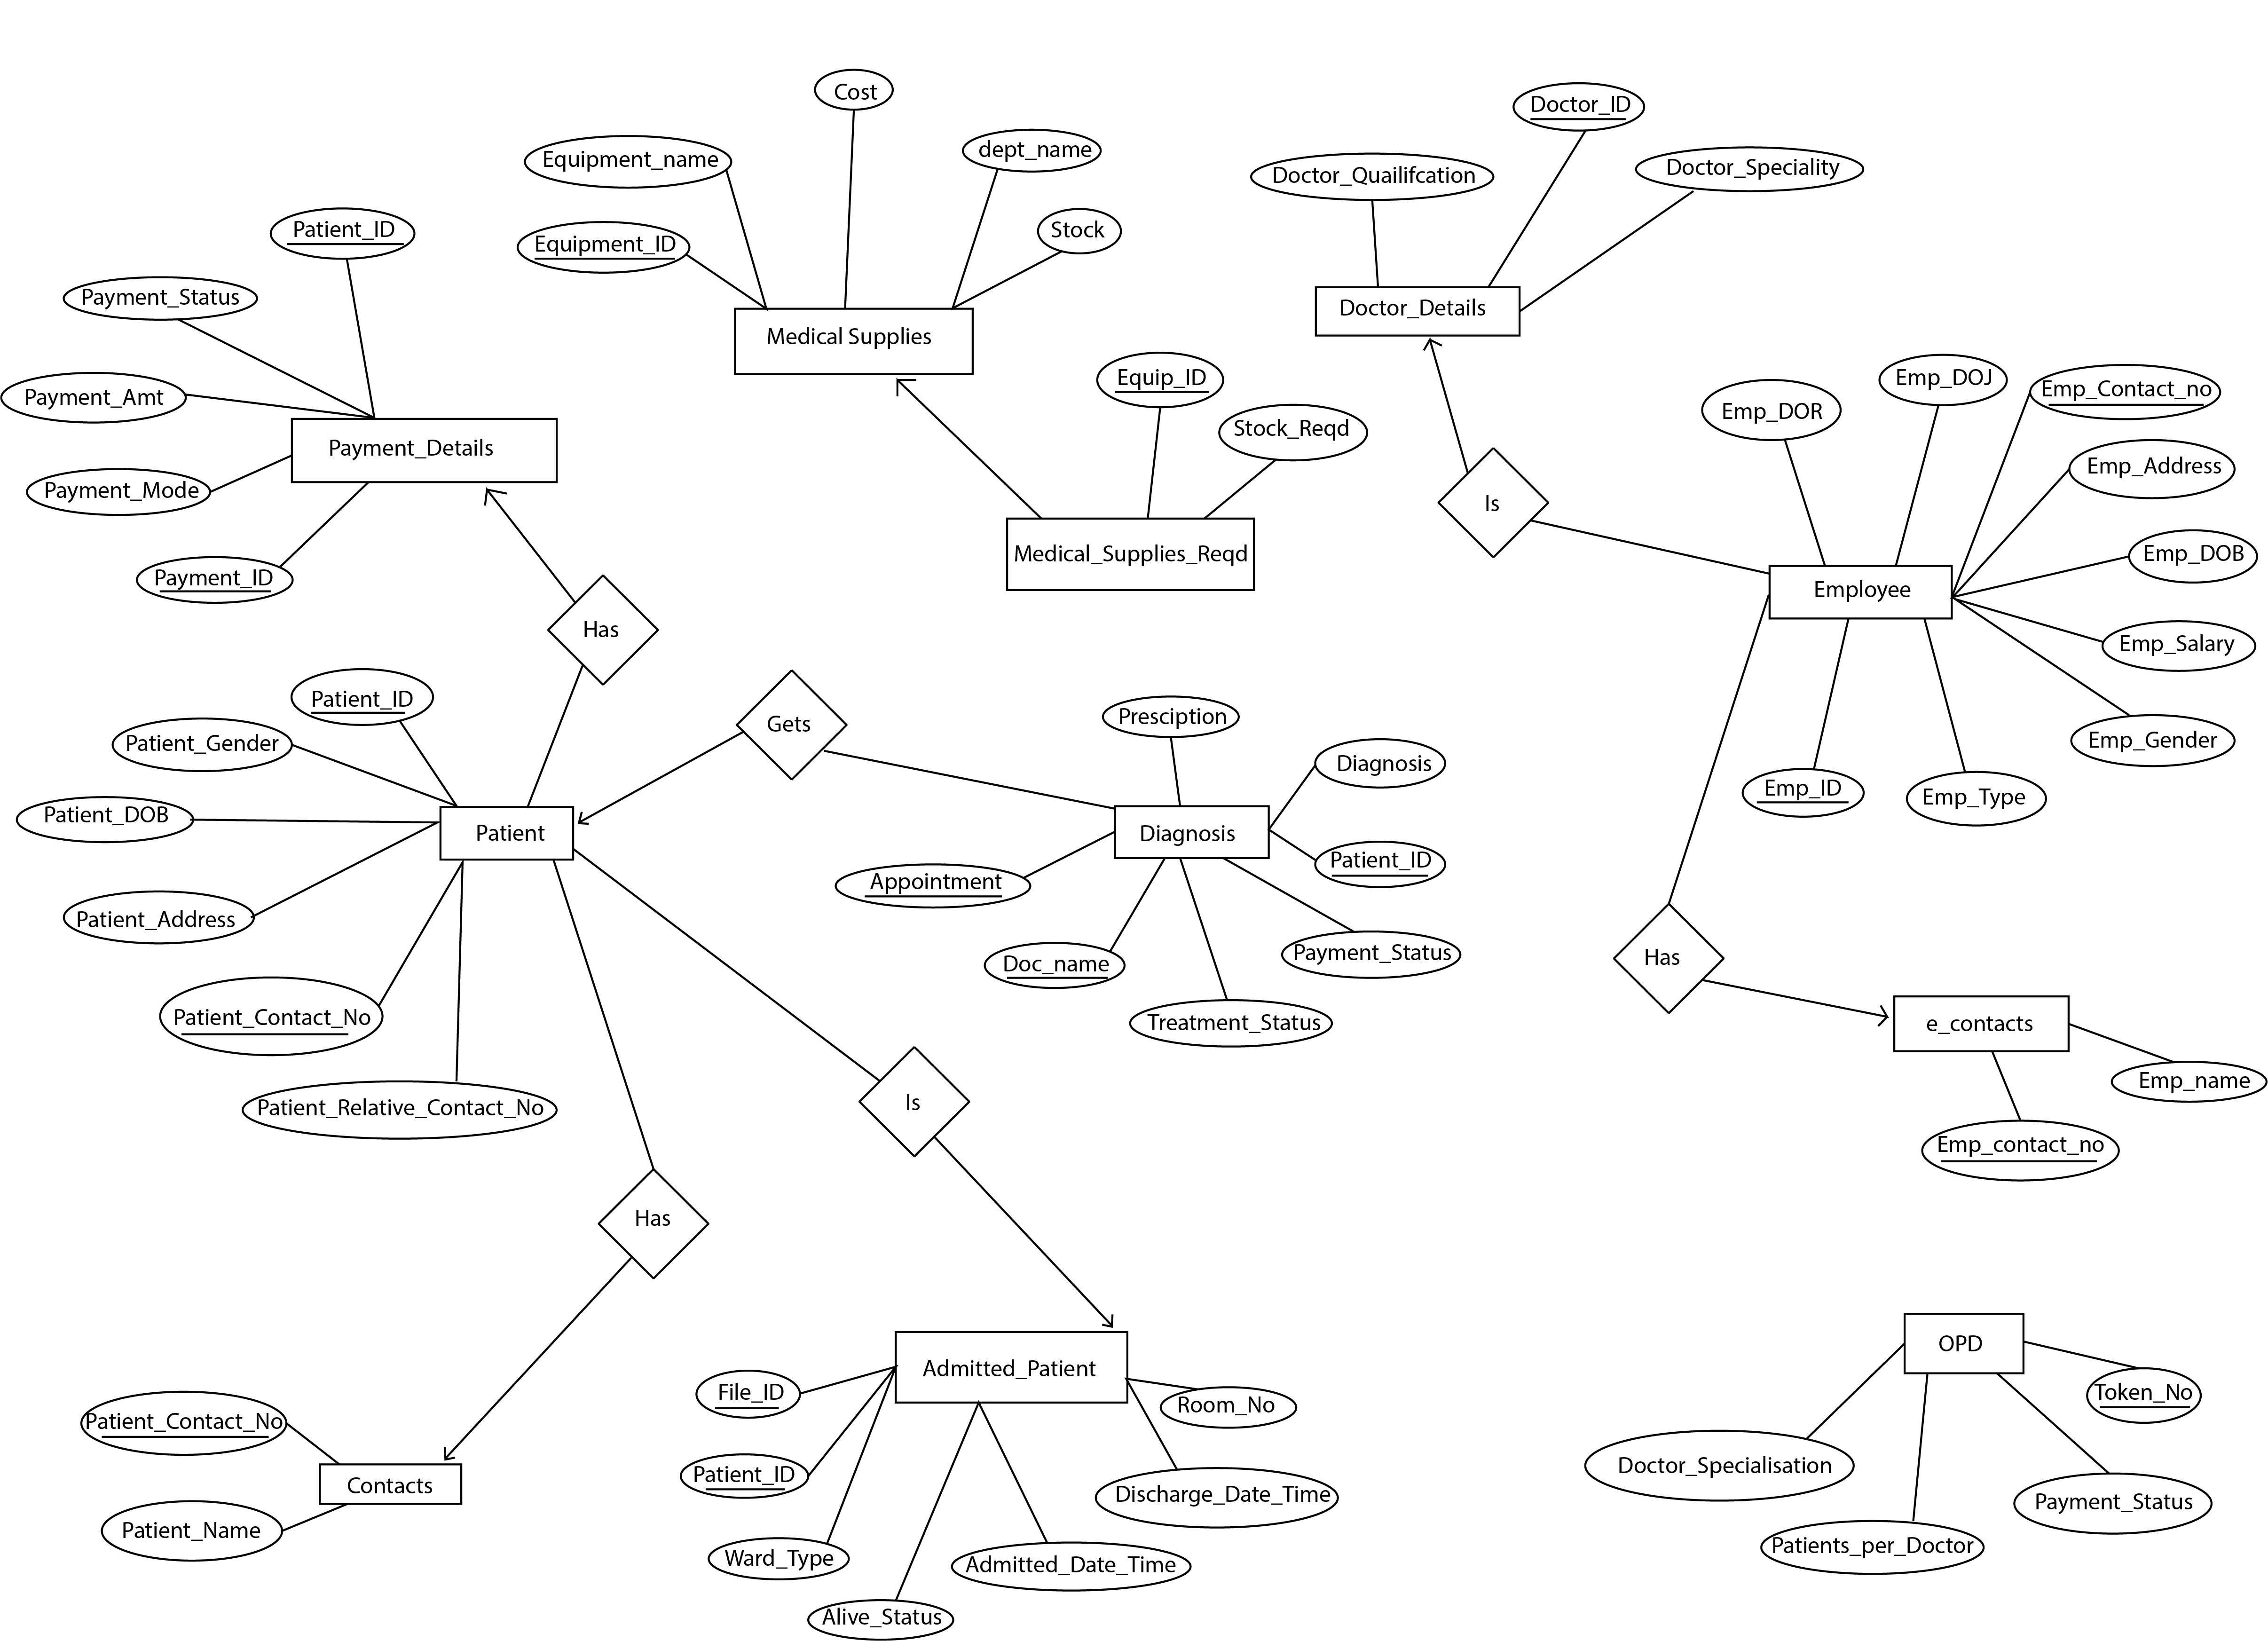 Cost
Doctor_ID
Equipment_name
dept_name
Doctor_Quailifcation
Doctor_Speciality
Patient_ID
Equipment_ID
Stock
Payment_Status
Medical Supplies
Doctor_Details
Payment_Amt
Equip_ID
Emp_DOR
Emp_DOJ
Emp_Contact_no
Payment_Details
Stock_Reqd
Emp_Address
Payment_Mode
Is
Medical_Supplies_Reqd
Emp_DOB
Payment_ID
Employee
Has
Emp_Salary
Patient_ID
Gets
Presciption
Patient_Gender
Diagnosis
Emp_Gender
Emp_ID
Emp_Type
Patient_DOB
Patient
Diagnosis
Patient_ID
Appointment
Patient_Address
Doc_name
Payment_Status
Has
Patient_Contact_No
Treatment_Status
e_contacts
Patient_Relative_Contact_No
Is
Emp_name
Emp_contact_no
Has
OPD
Admitted_Patient
File_ID
Room_No
Token_No
Patient_Contact_No
Patient_ID
Doctor_Specialisation
Contacts
Discharge_Date_Time
Payment_Status
Patient_Name
Ward_Type
Admitted_Date_Time
Patients_per_Doctor
Alive_Status